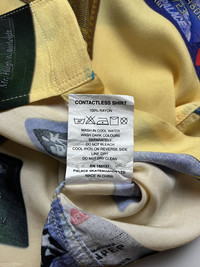 CONTACTLESS SHIRT
100% RAYON
WASH IN COOL WATER
WASH DARK COLOURS
SEPARATELY
DO NOT BLEACH
COOL IRON ON REVERSE SIDE
LINE DRY
DO NOT DRY CLEAN
PALACE SKATEBOARDS LTD
MADE IN CHINA